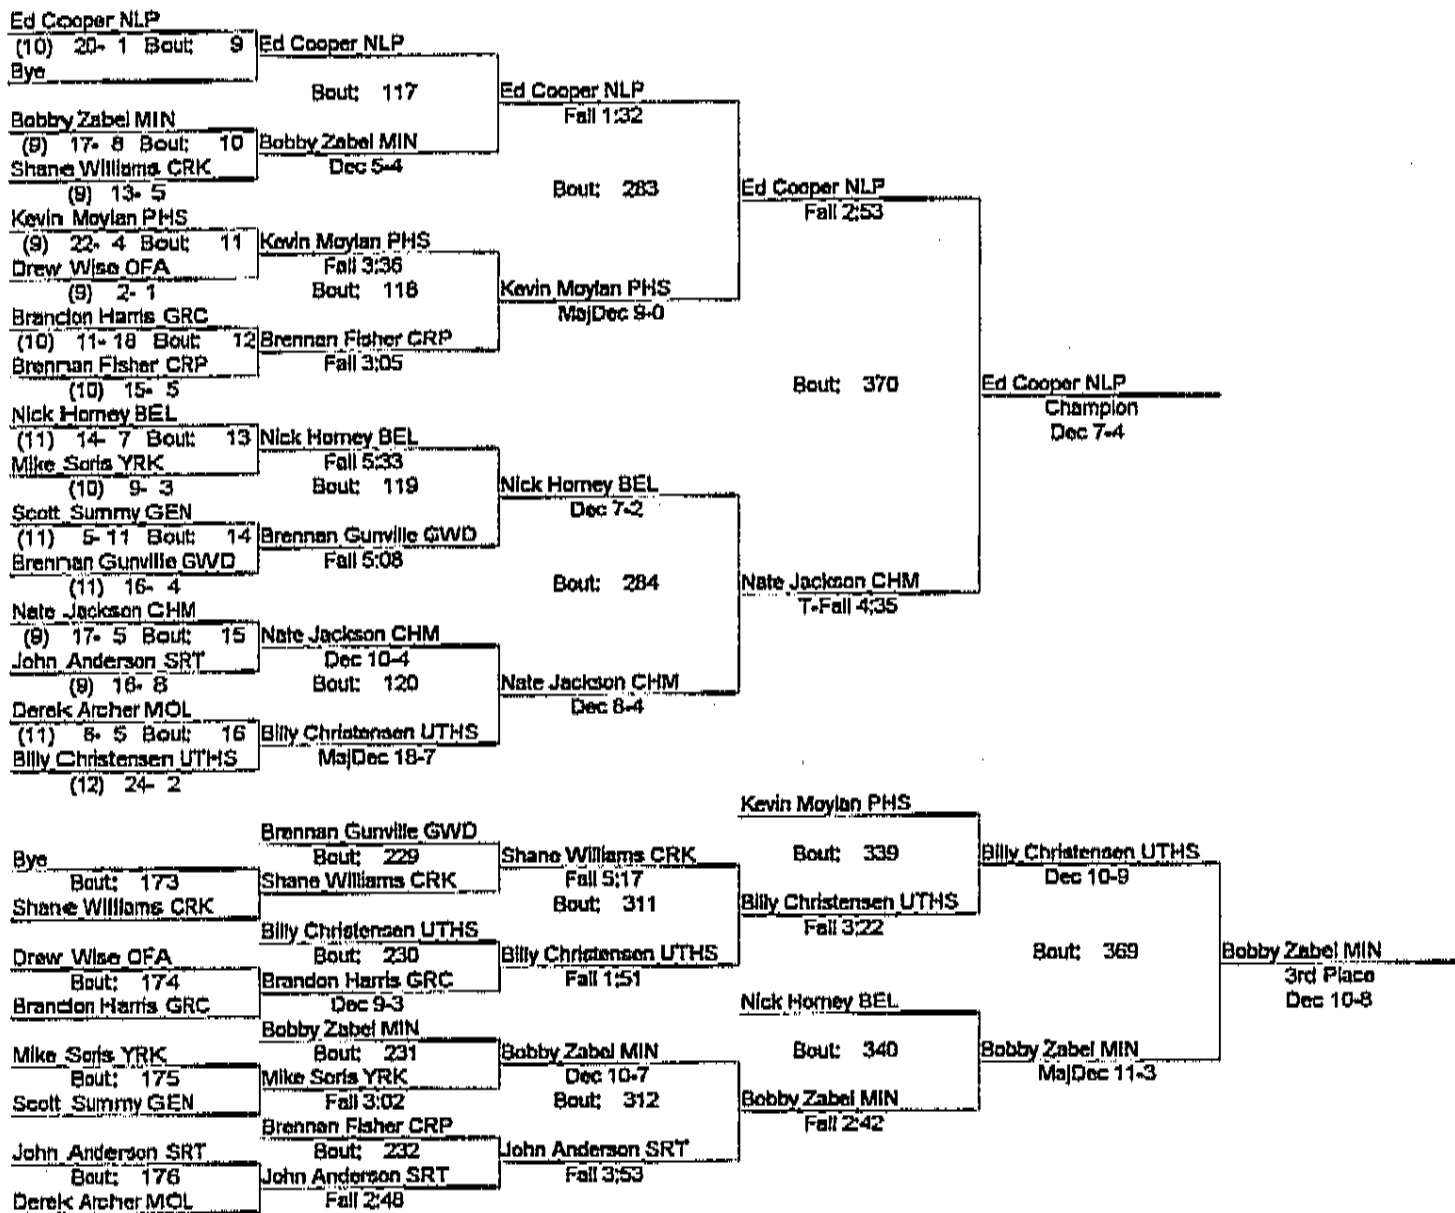 Ed Cooper NLP
(10) 20- 1 Bout: 9
Bye
Bobby Zabel MIN
(9) 17- 8 Bout: 10
Shane Williams CRK
(9) 13- 5
Kevin Moylan PHS
(9) 22- 4 Bout: 11
Drew Wise OFA
(9) 2- 1
Brandon Harris GRC
(10) 11- 18 Bout: 12
Brennan Fisher CRP
(10) 15- 5
Nick Horney BEL
(11) 14- 7 Bout: 13
Mike Soris YRK
(10) 9- 3
Scott Summy GEN
(11) 5- 11 Bout: 14
Brennan Gunville GWD
(11) 16- 4
Nate Jackson CHM
(9) 17- 5 Bout: 15
John Anderson SRT
(9) 16- 8
Derek Archer MOL
(11) 8- 5 Bout: 16
Billy Christensen UTHS
(12) 24- 2
Ed Cooper NLP
Bout: 117
Bobby Zabel MIN
Dec 5-4
Kevin Moylan PHS
Fall 3:36
Bout: 118
Brennan Fisher CRP
Fall 3:05
Nick Horney BEL
Fall 5:33
Bout: 119
Brennan Gunville GWD
Fall 5:08
Nate Jackson CHM
Dec 10-4
Bout: 120
Billy Christensen UTHS
MajDec 18-7
Ed Cooper NLP
Fall 1:32
Bout: 283
Kevin Moylan PHS
MajDec 9-0
Nick Horney BEL
Dec 7-2
Bout: 284
Nate Jackson CHM
Dec 8-4
Ed Cooper NLP
Fall 2:53
Bout: 370
Nate Jackson CHM
T-Fall 4:35
Ed Cooper NLP
Champion
Dec 7-4
Bye
Bout: 173
Shane Williams CRK
Drew Wise OFA
Bout: 174
Brandon Harris GRC
Mike Soris YRK
Bout: 175
Scott Summy GEN
John Anderson SRT
Bout: 176
Derek Archer MOL
Brennan Gunville GWD
Bout: 229
Shane Williams CRK
Billy Christensen UTHS
Bout: 230
Brandon Harris GRC
Dec 9-3
Bobby Zabel MIN
Bout: 231
Mike Soris YRK
Fall 3:02
Brennan Fisher CRP
Bout: 232
John Anderson SRT
Fall 2:48
Shane Williams CRK
Fall 5:17
Bout: 311
Billy Christensen UTHS
Fall 1:51
Bobby Zabel MIN
Dec 10-7
Bout: 312
John Anderson SRT
Fall 3:53
Kevin Moylan PHS
Bout: 339
Billy Christensen UTHS
Fall 3:22
Nick Horney BEL
Bout: 340
Bobby Zabel MIN
Fall 2:42
Billy Christensen UTHS
Dec 10-9
Bout: 369
Bobby Zabel MIN
MajDec 11-3
Bobby Zabel MIN
3rd Place
Dec 10-8